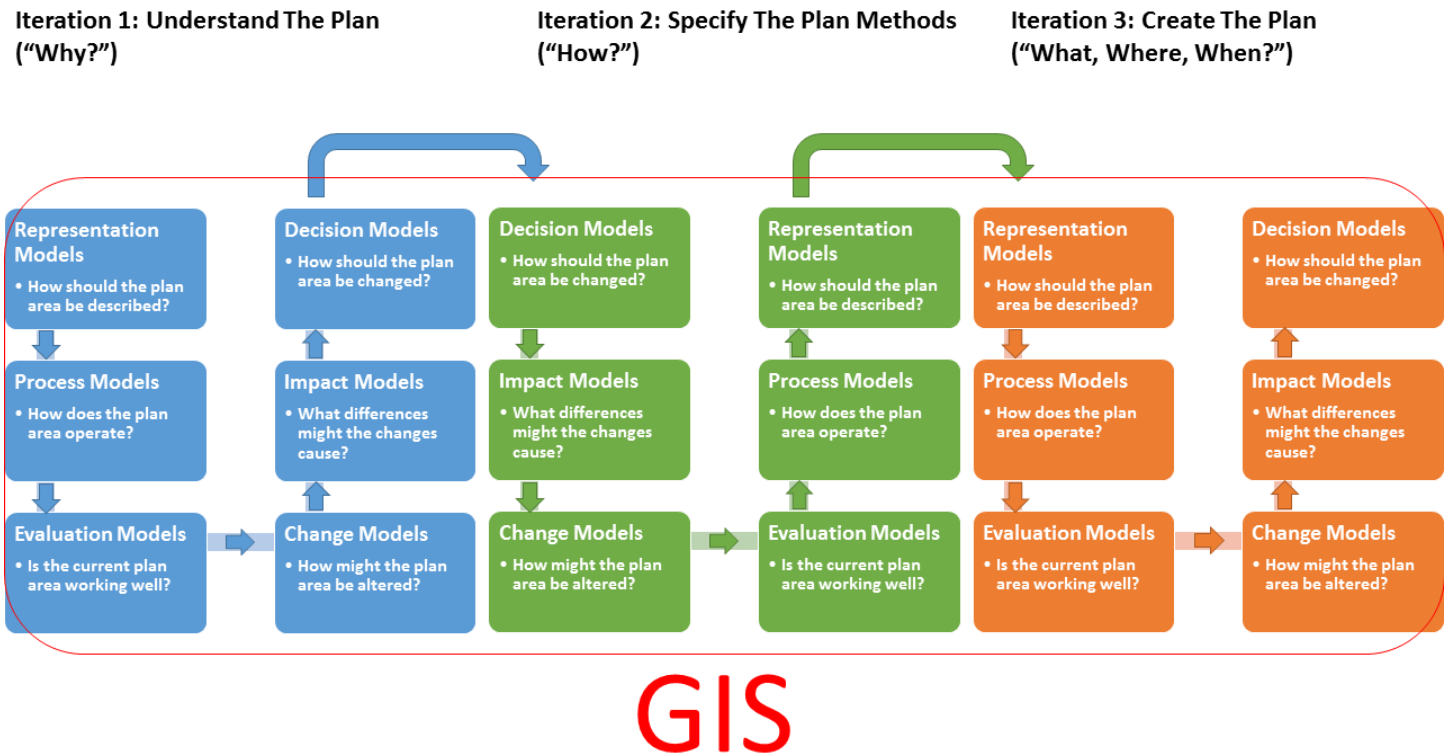 Iteration 1: Understand The Plan
("Why?")
Iteration 2: Specify The Plan Methods
("How?")
Iteration 3: Create The Plan
("What, Where, When?")
Representation
Models
• How should the plan
area be described?
Process Models
• How does the plan
area operate?
Evaluation Models
• Is the current plan
area working well?
Decision Models
• How should the plan
area be changed?
Impact Models
• What differences
might the changes
cause?
Change Models
• How might the plan
area be altered?
Decision Models
• How should the plan
area be changed?
Impact Models
• What differences
might the changes
cause?
Change Models
• How might the plan
area be altered?
Representation
Models
• How should the plan
area be described?
Process Models
• How does the plan
area operate?
Evaluation Models
• Is the current plan
area working well?
Representation
Models
• How should the plan
area be described?
Process Models
• How does the plan
area operate?
Evaluation Models
• Is the current plan
area working well?
Decision Models
• How should the plan
area be changed?
Impact Models
• What differences
might the changes
cause?
Change Models
• How might the plan
area be altered?
GIS